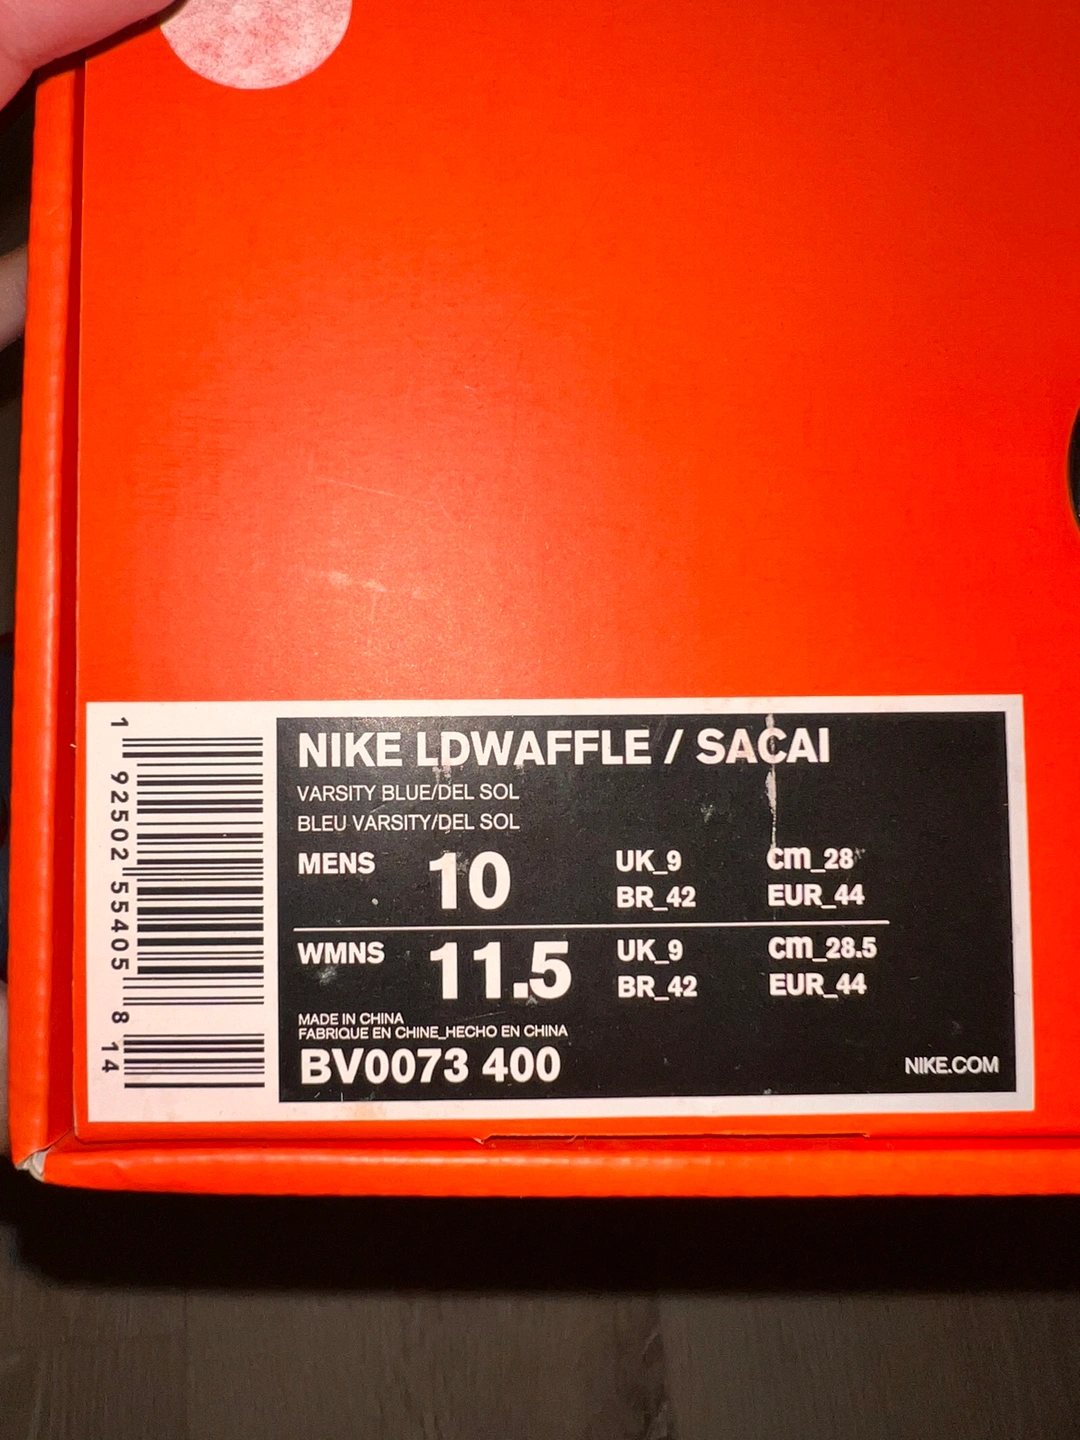 1 92502 55405 8 14
NIKE LDWAFFLE / SACAI
VARSITY BLUE/DEL SOL
BLEU VARSITY/DEL SOL
MENS 10 UK_9 cm_28
BR_42 EUR_44
WMNS 11.5 UK_9 cm_28.5
BR_42 EUR_44
MADE IN CHINA
FABRIQUE EN CHINE_HECHO EN CHINA
BV0073 400
NIKE.COM